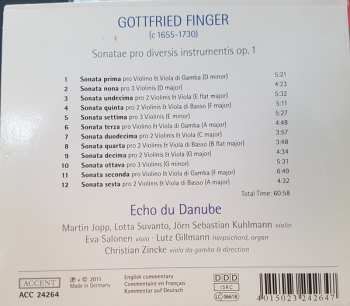 GOTTFRIED FINGER
(c 1655-1730)
Sonatae pro diversis instrumentis op. 1
1 Sonata prima pro Violino & Viola di Gamba (D minor) 5:21
2 Sonata nona pro 3 Violinis (D major) 4:23
3 Sonata undecima pro 2 Violinis & Viola (E flat major) 5:32
4 Sonata quinta pro 2 Violinis & Viola di Basso (F major) 5:11
5 Sonata settima pro 3 Violinis (E minor) 5:27
6 Sonata terza pro Violino & Viola di Gamba (A major) 4:48
7 Sonata duodecima pro 2 Violinis & Viola (C major) 3:57
8 Sonata quarta pro 2 Violinis & Viola di Basso (B flat major) 4:48
9 Sonata decima pro 2 Violinis & Viola (G major) 4:34
10 Sonata ottava pro 3 Violinis (G minor) 5:31
11 Sonata seconda pro Violino & Viola di Gamba (F major) 6:49
12 Sonata sexta pro 2 Violinis & Viola di Basso (A major) 4:32
Total Time: 60:58
Echo du Danube
Martin Jopp, Lotta Suvanto, Jörn Sebastian Kuhlmann violin
Eva Salonen viola · Lutz Gillmann harpsichord, organ
Christian Zincke viola da gamba & direction
ACCENT
ACC 24264
℗ © 2011
Made in Germany
English commentary
Commentaire en Français
Kommentar auf Deutsch
DDD
ISRC
LC 06618
4015023242647